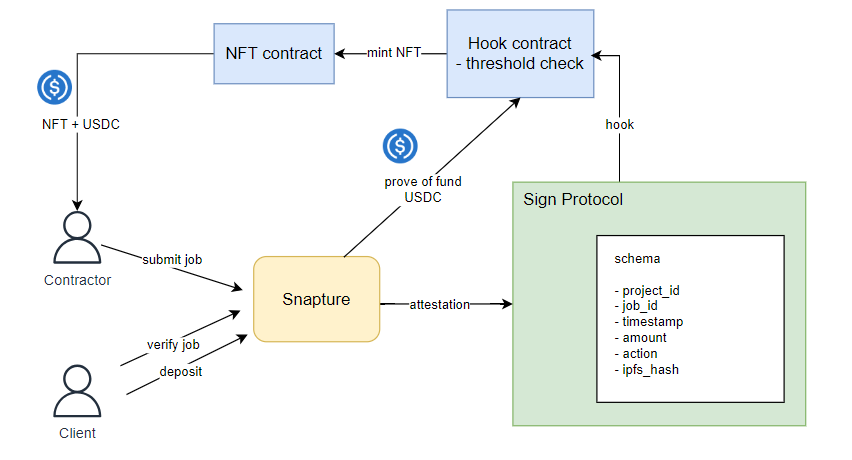 NFT contract
mint NFT
Hook contract
- threshold check
NFT + USDC
prove of fund
USDC
hook
Sign Protocol
schema
- project_id
- job_id
- timestamp
- amount
- action
- ipfs_hash
Contractor
submit job
Snapture
attestation
verify job
deposit
Client